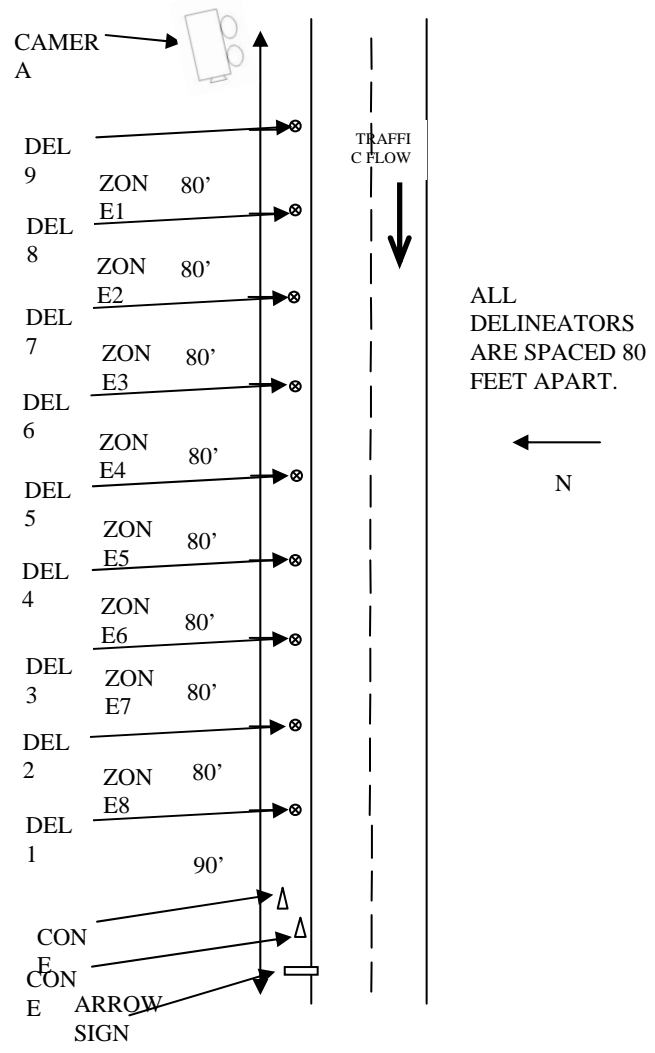 CAMER
A
DEL
9
TRAFFI
C FLOW
ZON
E1
80’
DEL
8
ZON
E2
80’
DEL
7
ZON
E3
80’
DEL
6
ZON
E4
80’
DEL
5
ZON
E5
80’
DEL
4
ZON
E6
80’
DEL
3
ZON
E7
80’
DEL
2
ZON
E8
80’
DEL
1
90’
CON
E
CON
E
ARROW
SIGN
ALL
DELINEATORS
ARE SPACED 80
FEET APART.
N